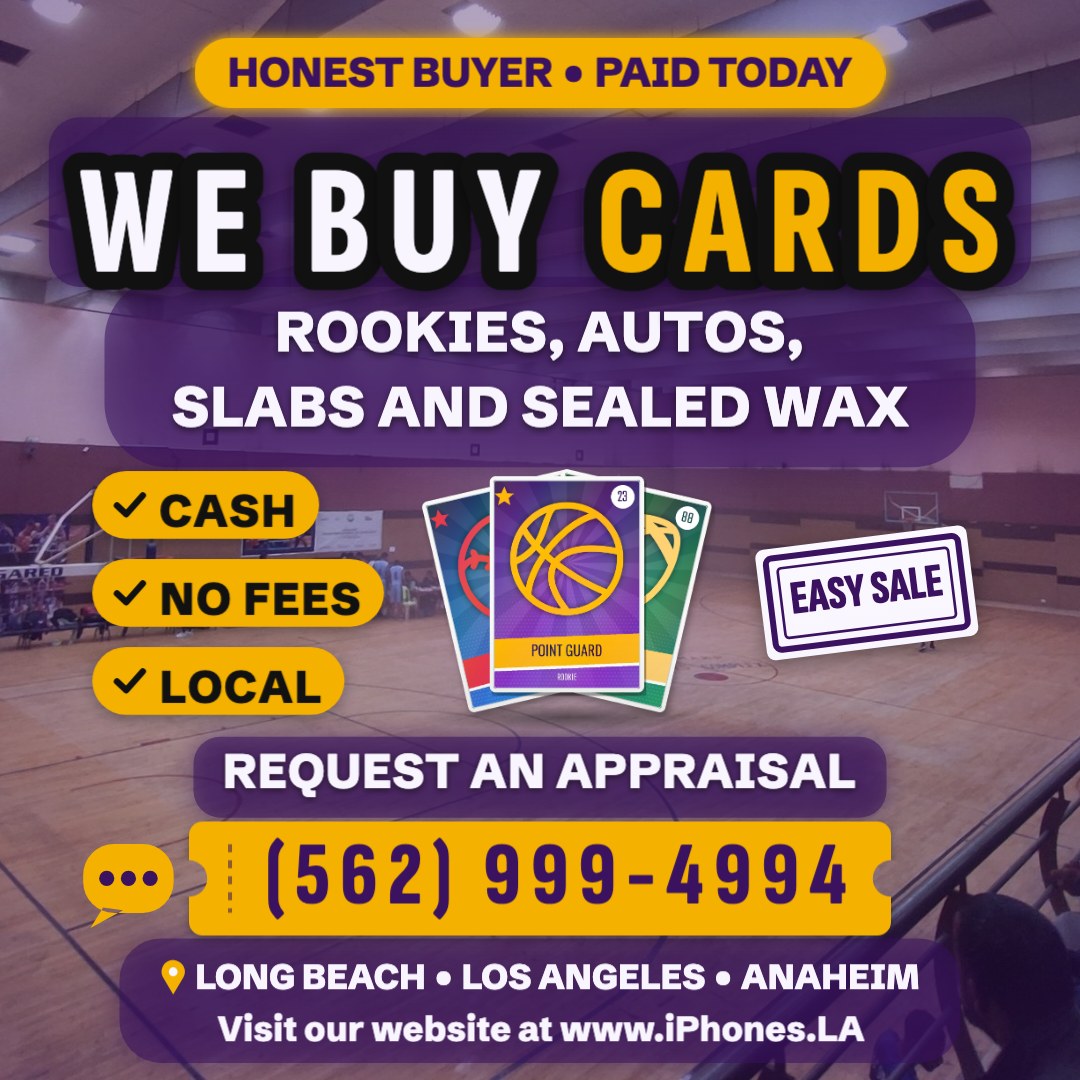 HONEST BUYER • PAID TODAY
WE BUY CARDS
ROOKIES, AUTOS,
SLABS AND SEALED WAX
✓ CASH
✓ NO FEES
✓ LOCAL
23
88
POINT GUARD
ROOKIE
EASY SALE
REQUEST AN APPRAISAL
(562) 999-4994
LONG BEACH • LOS ANGELES • ANAHEIM
Visit our website at www.iPhones.LA